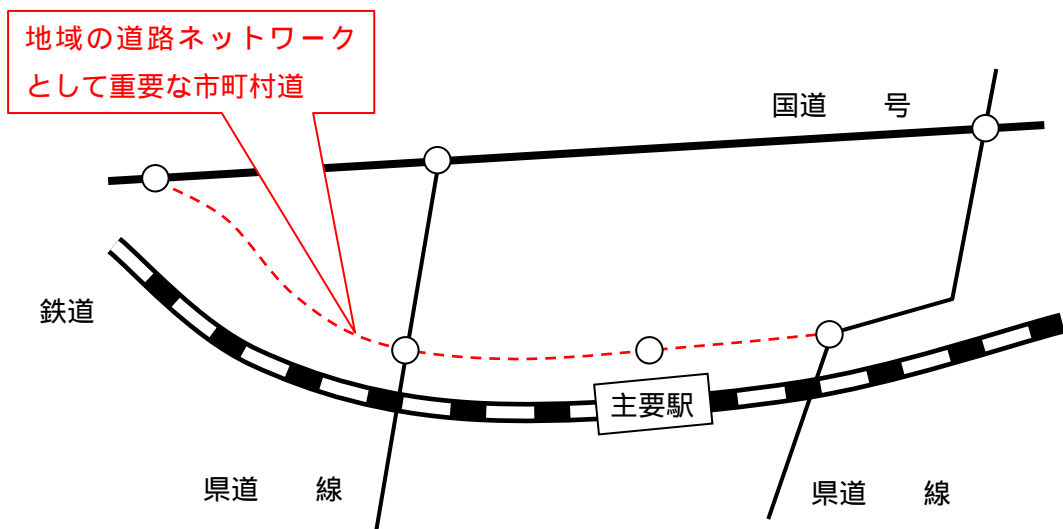 地域の道路ネットワーク
として重要な市町村道
国道　　号
鉄道
主要駅
県道　　線
県道　　線